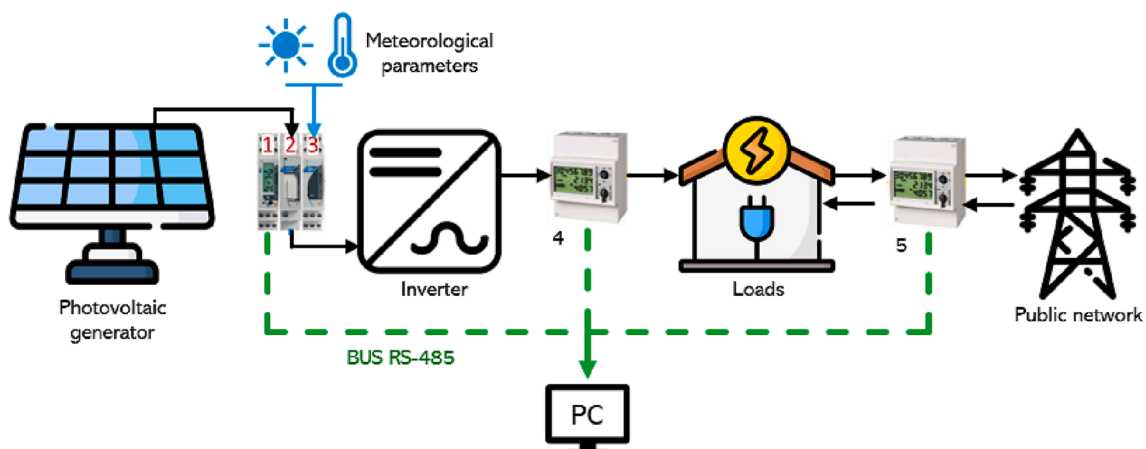 Meteorological
parameters
1 2 3
4
5
Photovoltaic
generator
Inverter
Loads
Public network
BUS RS-485
PC